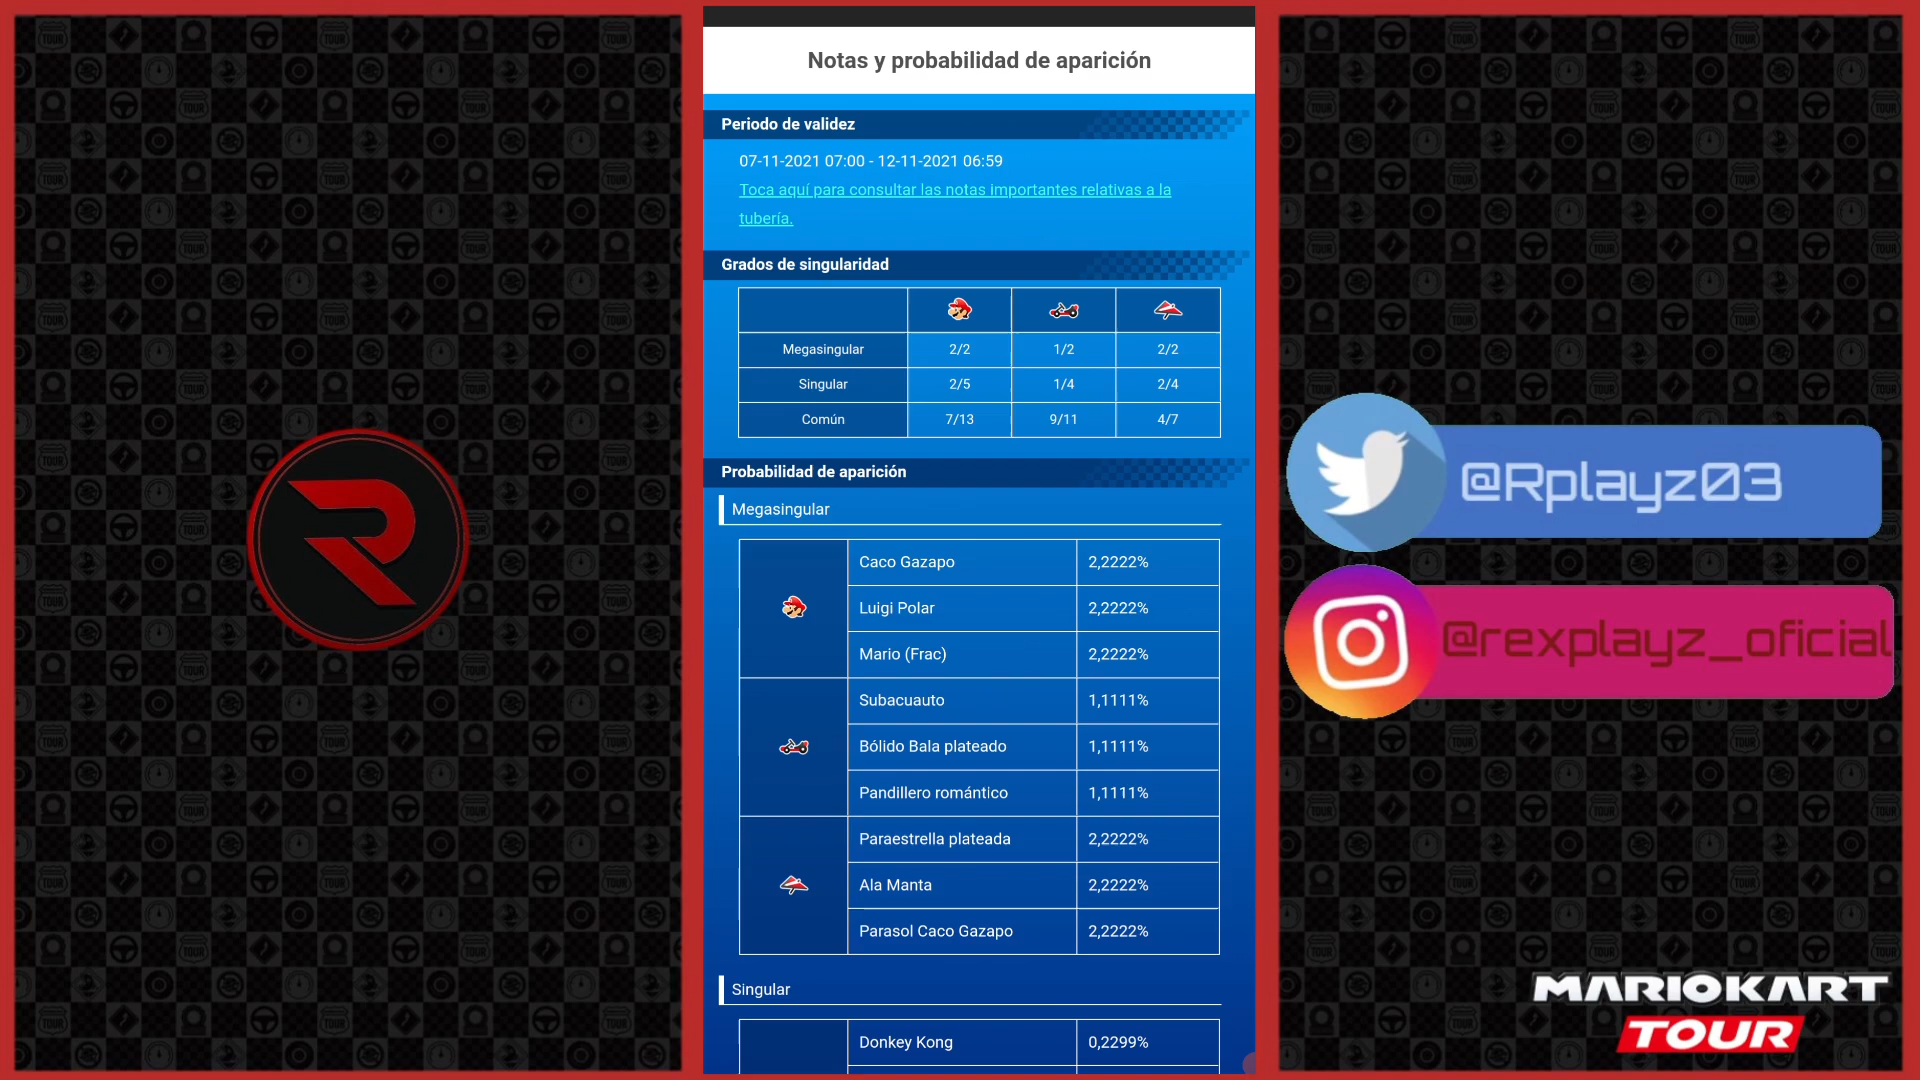 Notas y probabilidad de aparición
Periodo de validez
07-11-2021 07:00 - 12-11-2021 06:59
Toca aquí para consultar las notas importantes relativas a la
tubería.
Grados de singularidad
Megasingular 2/2 1/2 2/2
Singular 2/5 1/4 2/4
Común 7/13 9/11 4/7
Probabilidad de aparición
Megasingular
Caco Gazapo 2,2222%
Luigi Polar 2,2222%
Mario (Frac) 2,2222%
Subacuauto 1,1111%
Bólido Bala plateado 1,1111%
Pandillero romántico 1,1111%
Paraestrella plateada 2,2222%
Ala Manta 2,2222%
Parasol Caco Gazapo 2,2222%
Singular
Donkey Kong 0,2299%
@Rplayz03
@rexplayz_oficial
MARIOKART
TOUR